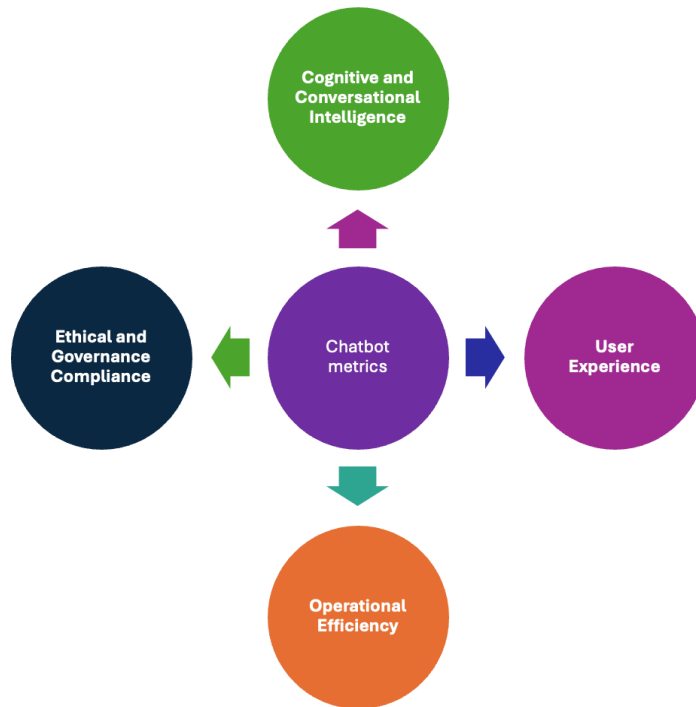 Cognitive and
Conversational
Intelligence
Ethical and
Governance
Compliance
Chatbot
metrics
User
Experience
Operational
Efficiency